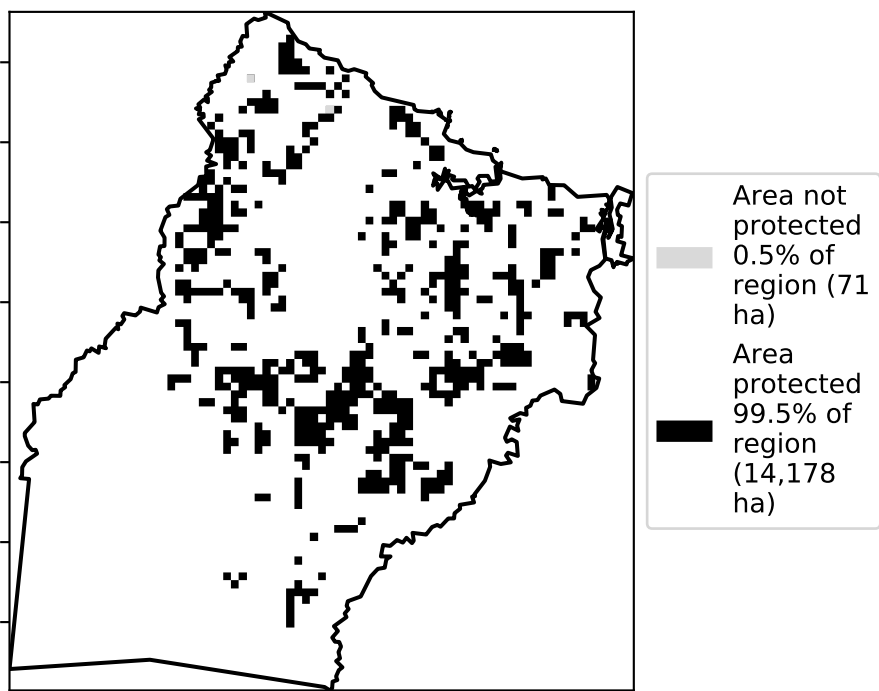 Area not
protected
0.5% of
region (71
ha)
Area
protected
99.5% of
region
(14,178
ha)